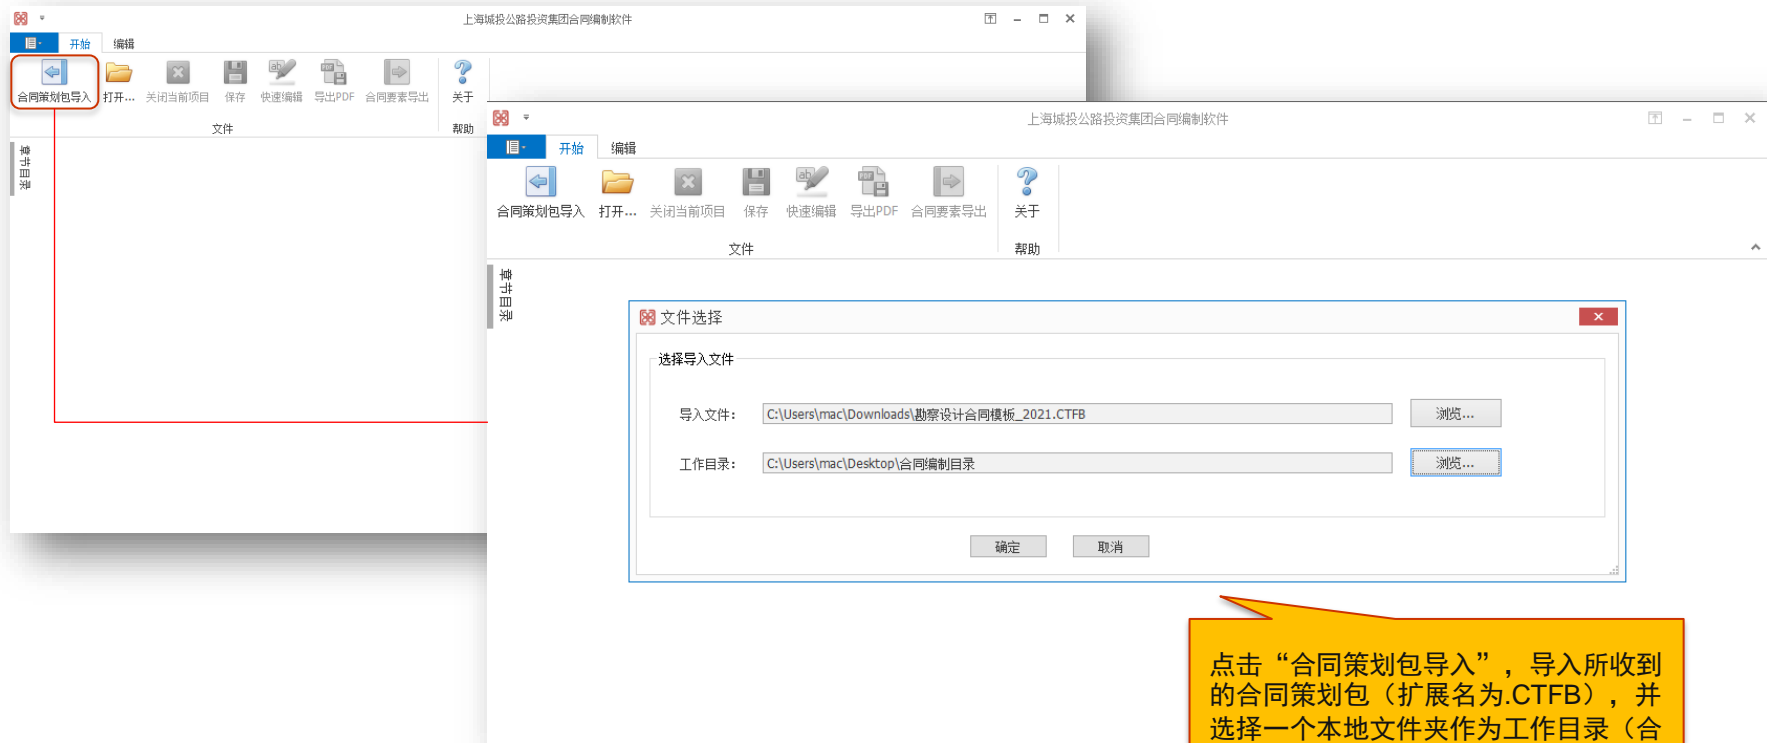 上海城投公路投资集团合同编制软件
开始 编辑
合同策划包导入 打开... 关闭当前项目 保存 快速编辑 导出PDF 合同要素导出 关于
文件 帮助
章节目录
上海城投公路投资集团合同编制软件
开始 编辑
合同策划包导入 打开... 关闭当前项目 保存 快速编辑 导出PDF 合同要素导出 关于
文件 帮助
章节目录
文件选择
选择导入文件
导入文件： C:\Users\mac\Downloads\勘察设计合同模板_2021.CTFB 浏览...
工作目录： C:\Users\mac\Desktop\合同编制目录 浏览...
确定 取消
点击“合同策划包导入”，导入所收到
的合同策划包（扩展名为.CTFB），并
选择一个本地文件夹作为工作目录（合